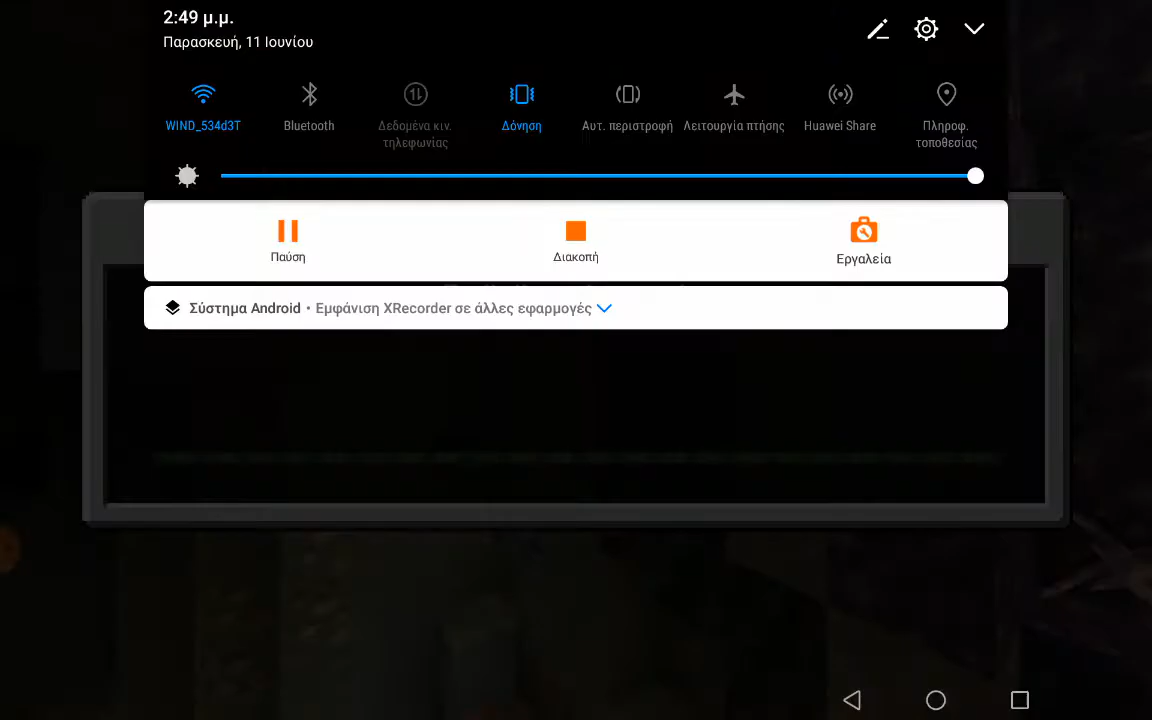 2:49 μ.μ.
Παρασκευή, 11 Ιουνίου
WIND_534d3T
Bluetooth
Δεδομένα κιν. τηλεφωνίας
Δόνηση
Αυτ. περιστροφή
Λειτουργία πτήσης
Huawei Share
Πληροφ. τοποθεσίας
Παύση
Διακοπή
Εργαλεία
Σύστημα Android • Εμφάνιση XRecorder σε άλλες εφαρμογές